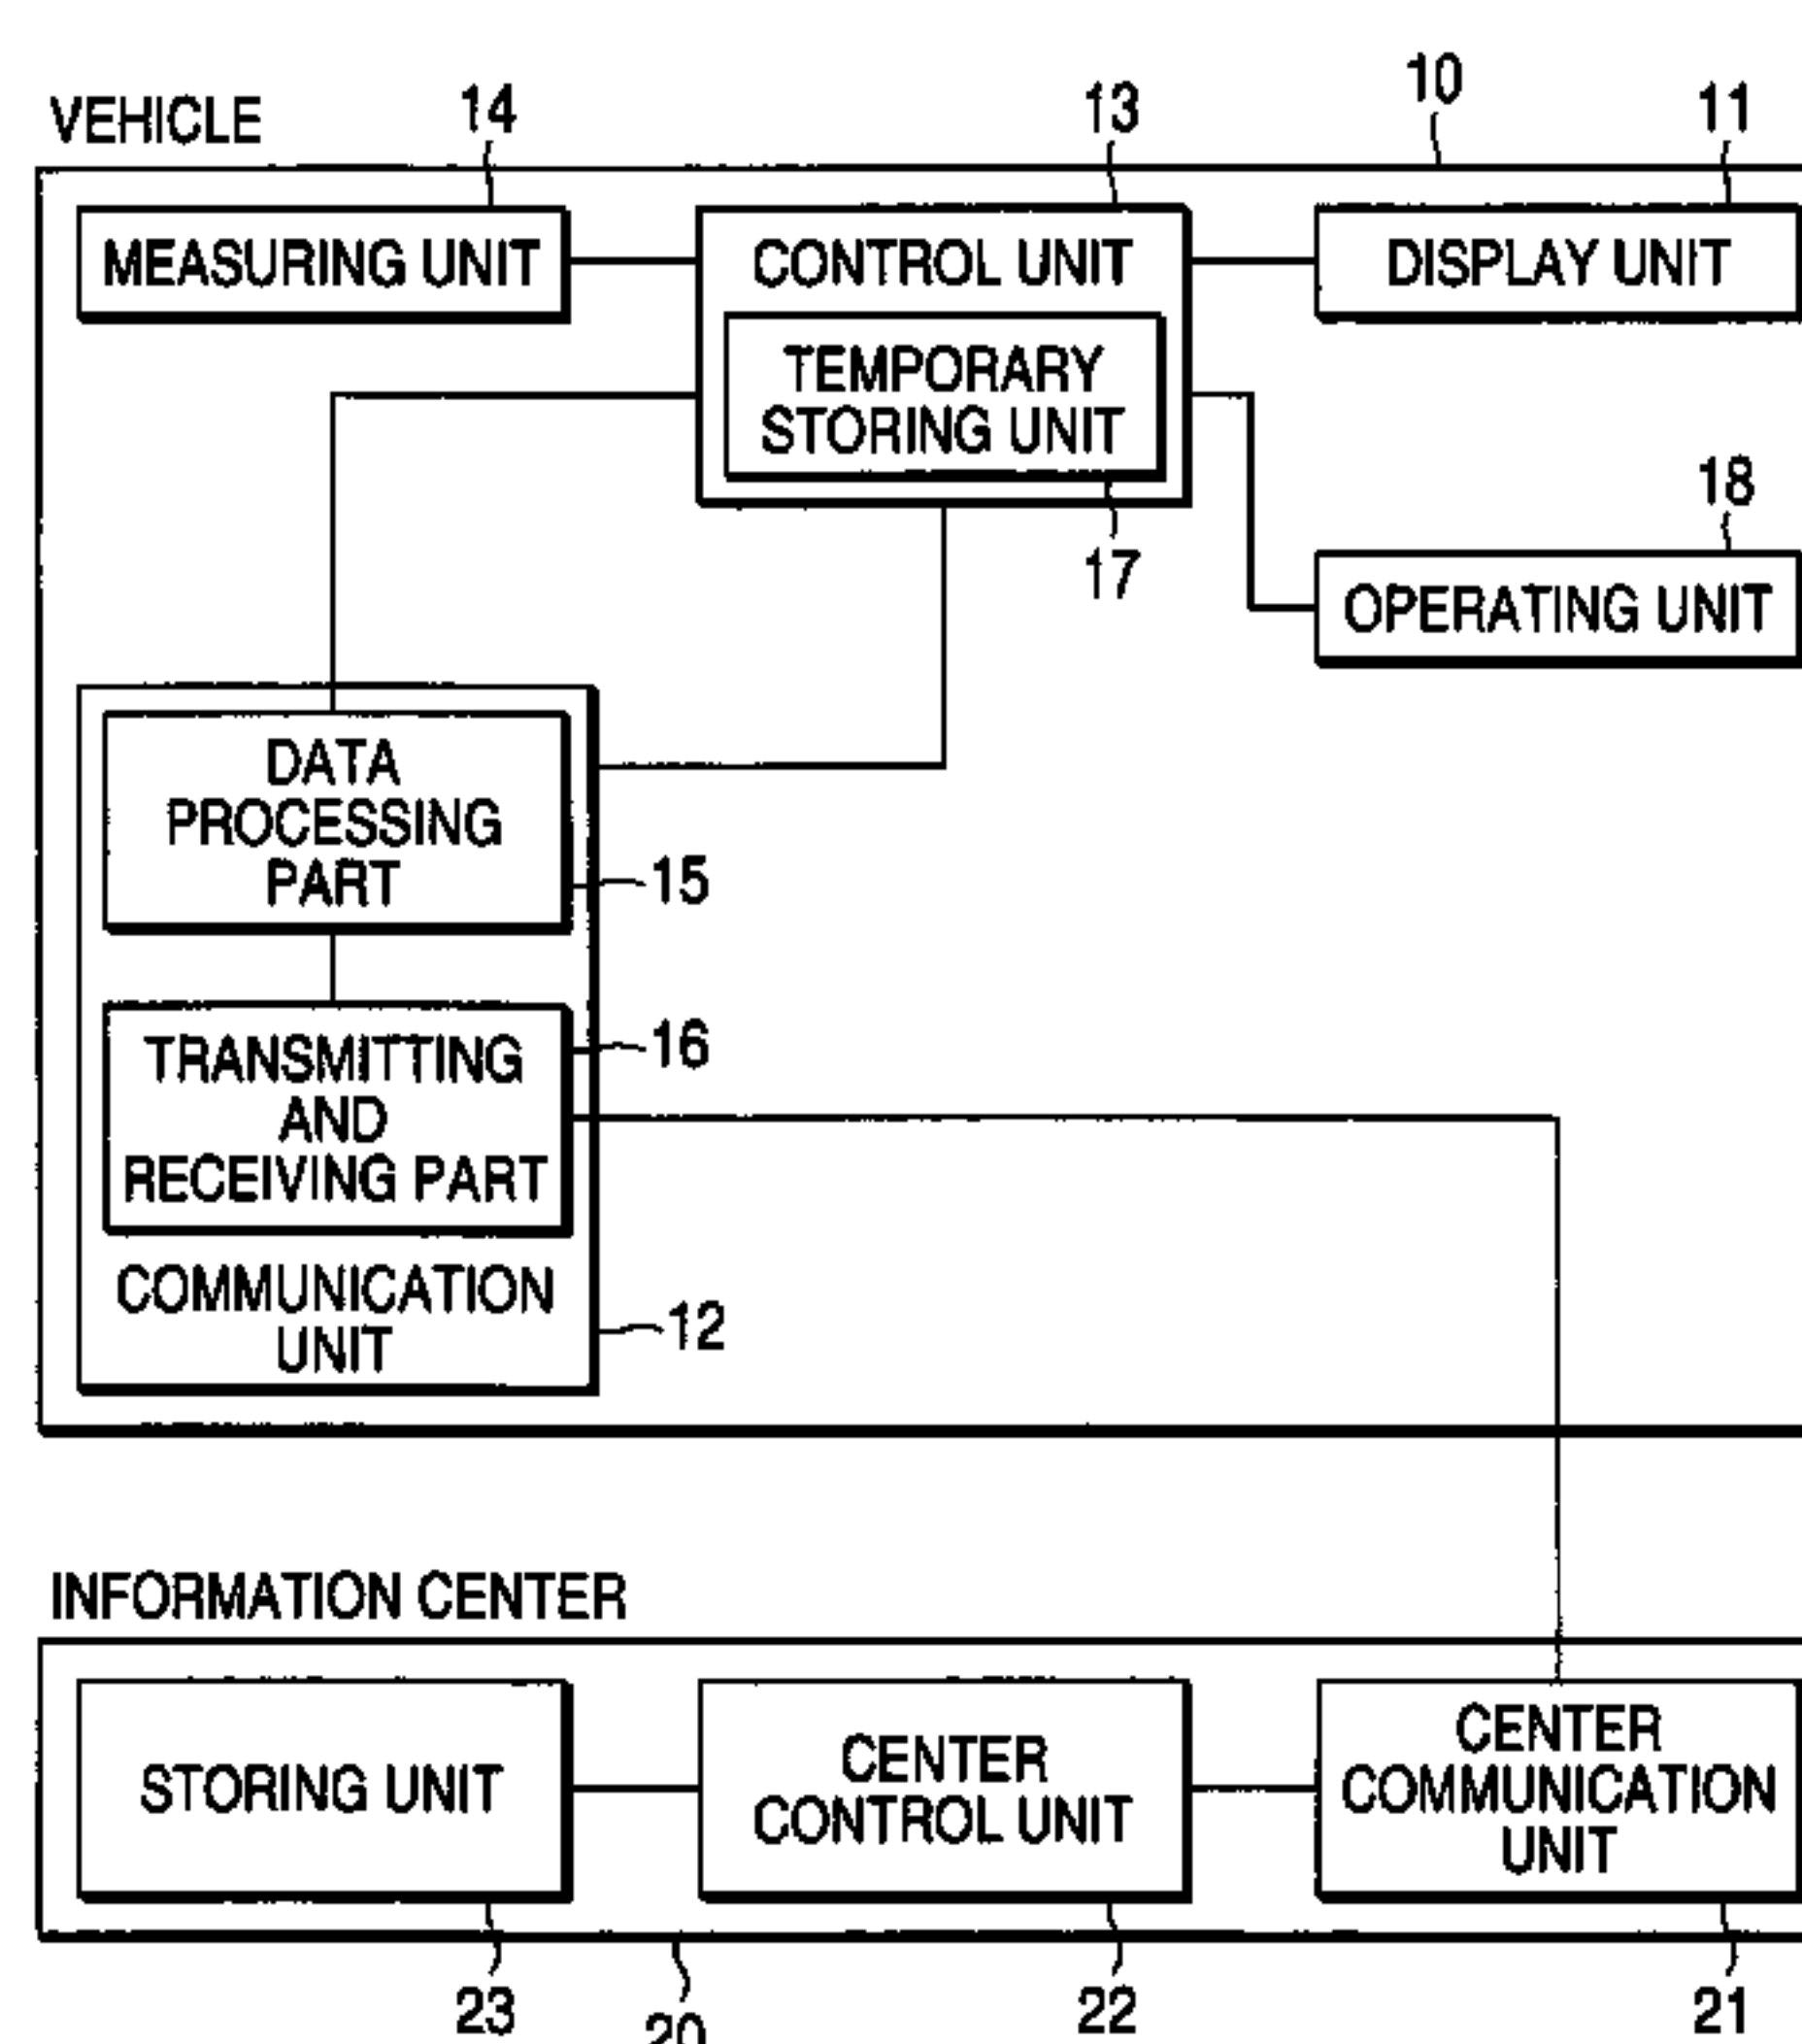 10
VEHICLE
14
13
11
MEASURING UNIT
CONTROL UNIT
DISPLAY UNIT
TEMPORARY
STORING UNIT
17
18
OPERATING UNIT
DATA
PROCESSING
PART
15
TRANSMITTING
AND
RECEIVING PART
16
COMMUNICATION
UNIT
12
INFORMATION CENTER
STORING UNIT
CENTER
CONTROL UNIT
CENTER
COMMUNICATION
UNIT
23
20
22
21